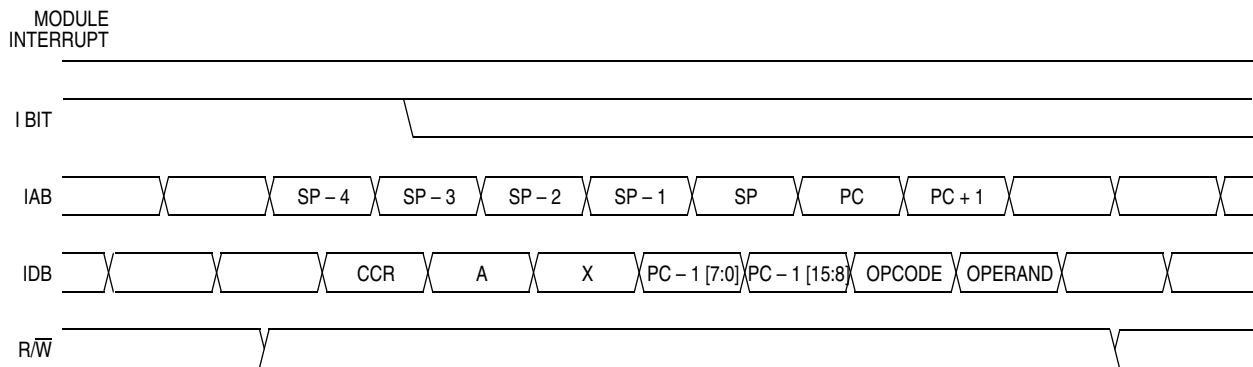 MODULE
INTERRUPT
I BIT
IAB SP – 4 SP – 3 SP – 2 SP – 1 SP PC PC + 1
IDB CCR A X PC – 1 [7:0] PC – 1 [15:8] OPCODE OPERAND
R/W̅